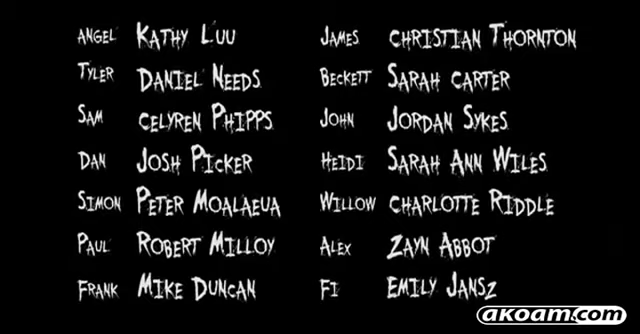 ANGEL KATHY LUU
TYLER DANIEL NEEDS
SAM CELYREN PHIPPS
DAN JOSH PICKER
SIMON PETER MOALAEUA
PAUL ROBERT MILLOY
FRANK MIKE DUNCAN
JAMES CHRISTIAN THORNTON
BECKETT SARAH CARTER
JOHN JORDAN SYKES
HEIDI SARAH ANN WILES
WILLOW CHARLOTTE RIDDLE
ALEX ZAYN ABBOT
FI EMILY JANSZ
akoam.com